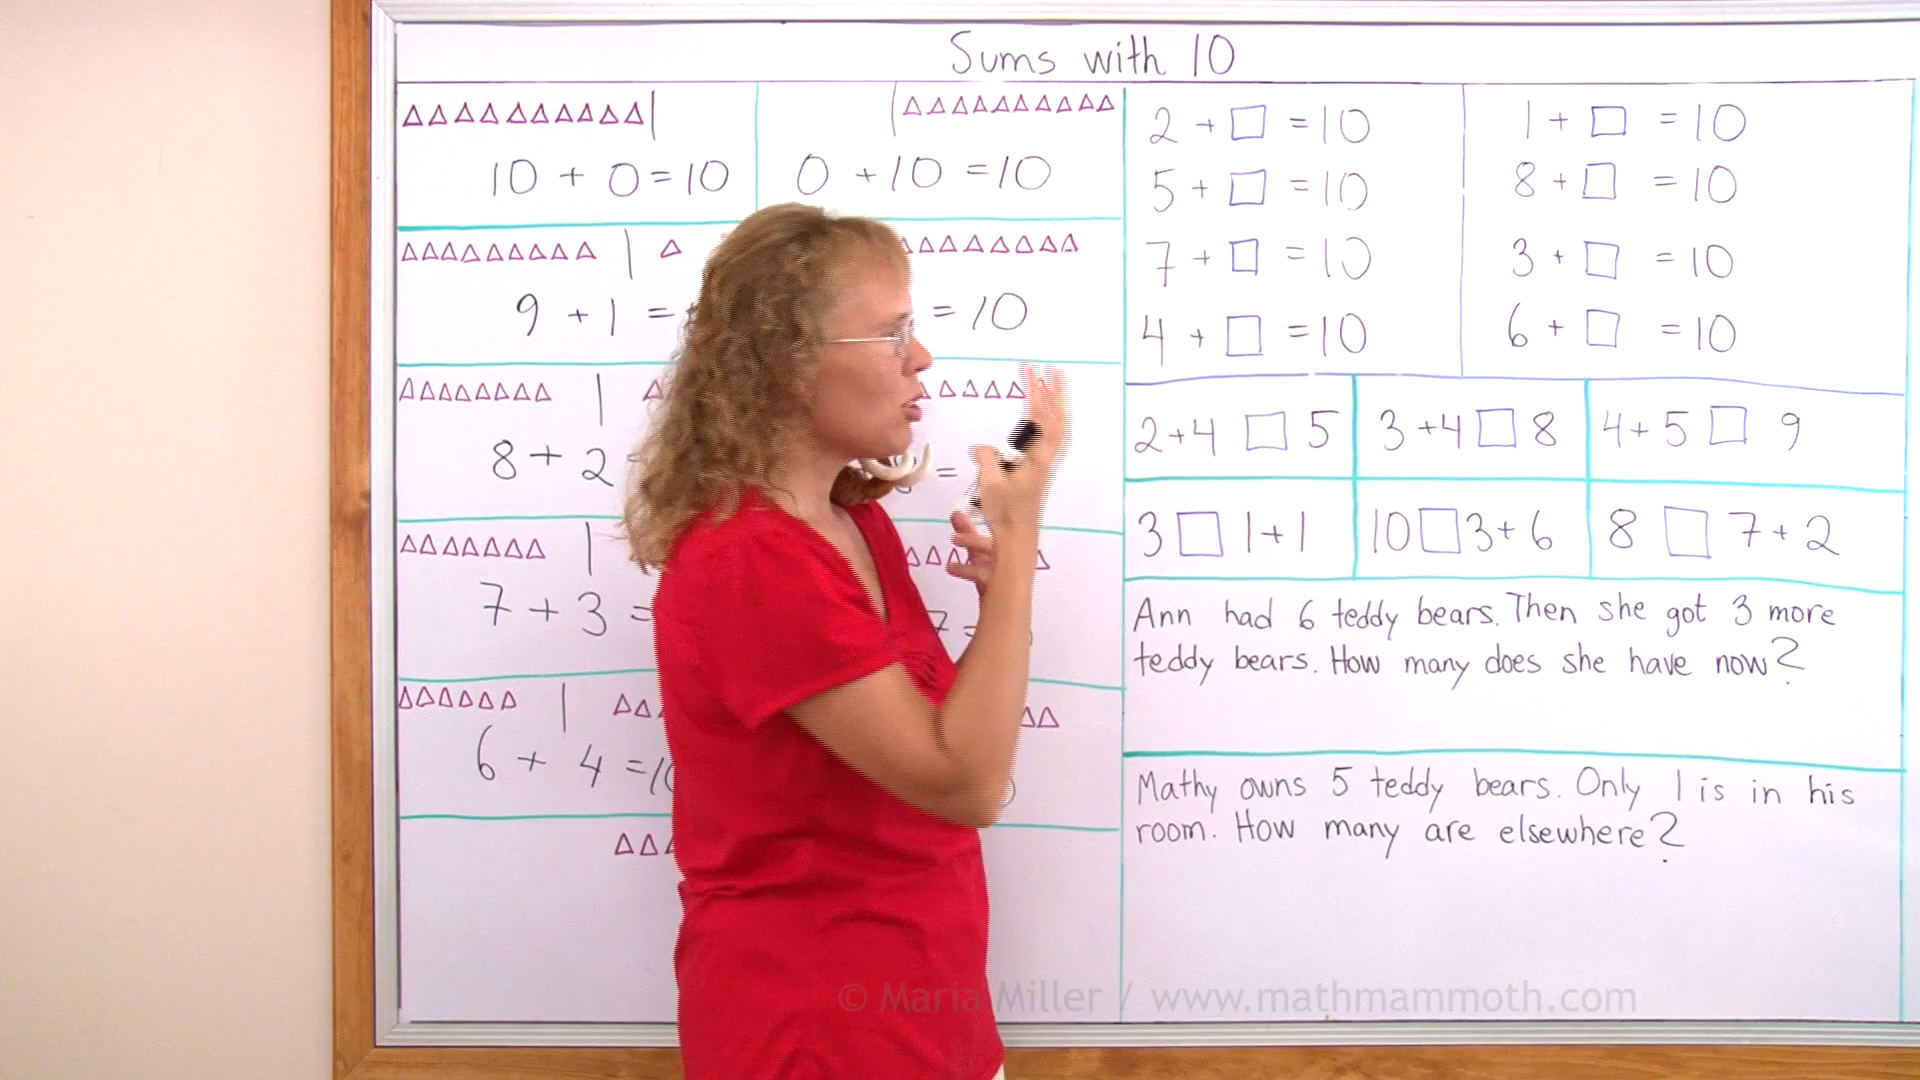 Sums with 10
10 + 0 = 10
0 + 10 = 10
9 + 1 =
= 10
8 + 2
=
7 + 3 =
7 =
6 + 4 = 10
2 + □ = 10
5 + □ = 10
7 + □ = 10
4 + □ = 10
1 + □ = 10
8 + □ = 10
3 + □ = 10
6 + □ = 10
2+4 □ 5
3+4 □ 8
4+5 □ 9
3 □ 1+1
10 □ 3+6
8 □ 7+2
Ann had 6 teddy bears. Then she got 3 more
teddy bears. How many does she have now?
Mathy owns 5 teddy bears. Only 1 is in his
room. How many are elsewhere?
© Maria Miller / www.mathmammoth.com